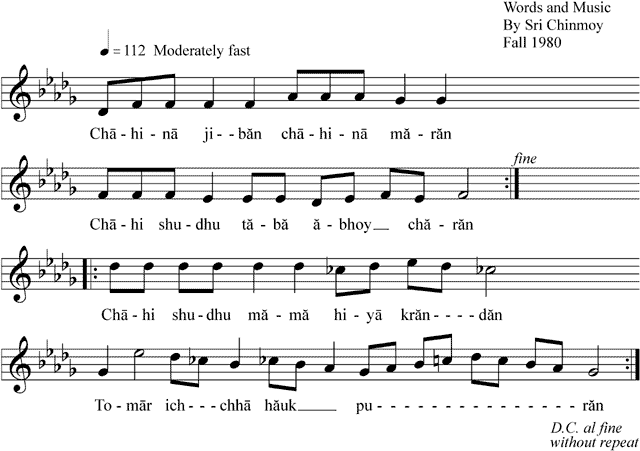 Words and Music
By Sri Chinmoy
Fall 1980
= 112 Moderately fast
Chā - hi - nā ji - - băn chā - hi - nā mă - răn
fine
Chā - hi shu - dhu tă - bă ă - bhoy__ chă - răn
Chā - hi shu - dhu mă - mă hi - yā krăn - - - - dăn
To - mār ich - - - chhā hăuk ____ pu - - - - - - - - - - - - - - - - - răn
D.C. al fine
without repeat